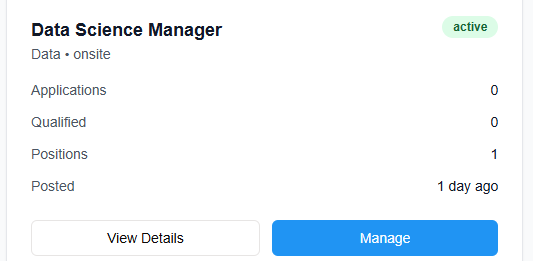 Data Science Manager
active
Data • onsite
Applications 0
Qualified 0
Positions 1
Posted 1 day ago
View Details Manage